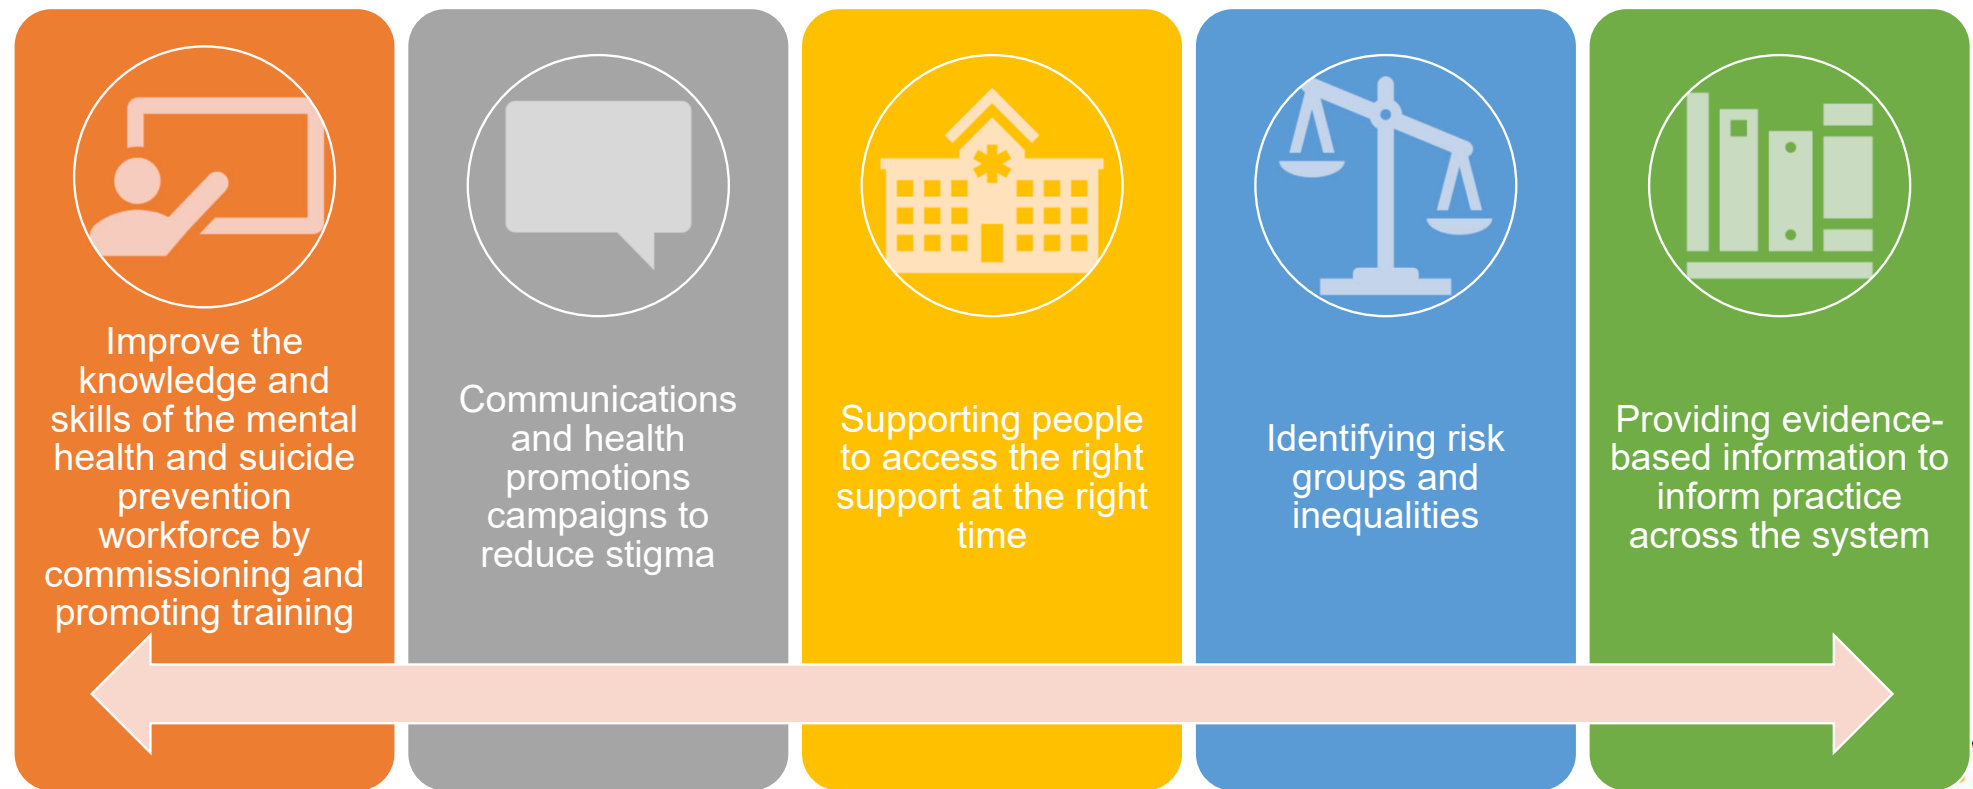 Improve the
knowledge and
skills of the mental
health and suicide
prevention
workforce by
commissioning and
promoting training
Communications
and health
promotions
campaigns to
reduce stigma
Supporting people
to access the right
support at the right
time
Identifying risk
groups and
inequalities
Providing evidence-
based information to
inform practice
across the system